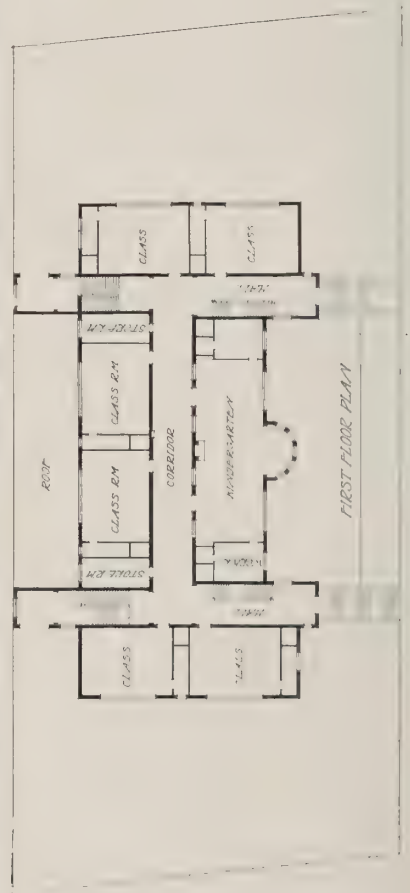 ROOF
CLASS
CLASS
STORE RM
CLASS RM
CLASS RM
STORE RM
CORRIDOR
KINDERGARTEN
CLASS
CLASS
FIRST FLOOR PLAN